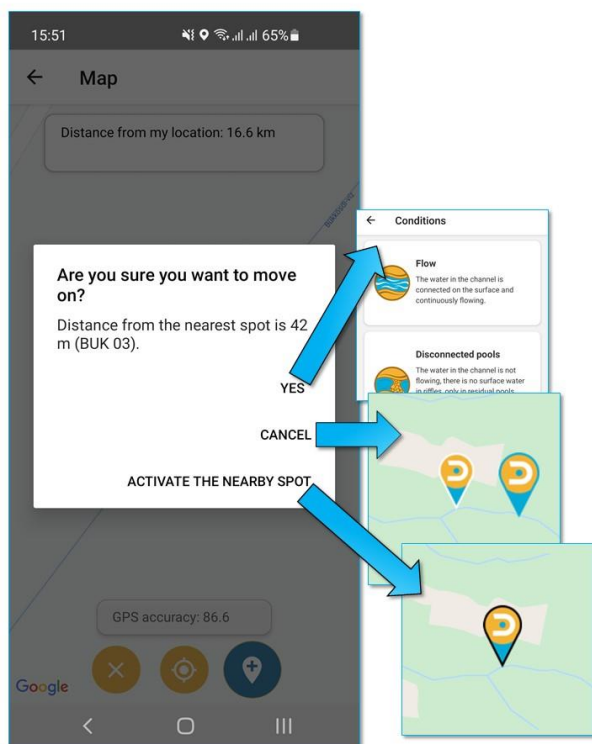 15:51
65%
Map
Distance from my location: 16.6 km
Are you sure you want to move
on?
Distance from the nearest spot is 42
m (BUK 03).
YES
CANCEL
ACTIVATE THE NEARBY SPOT
GPS accuracy: 86.6
Google
Conditions
Flow
The water in the channel is
connected on the surface and
continuously flowing.
Disconnected pools
The water in the channel is not
flowing, there is no surface water
in riffles, only in residual pools